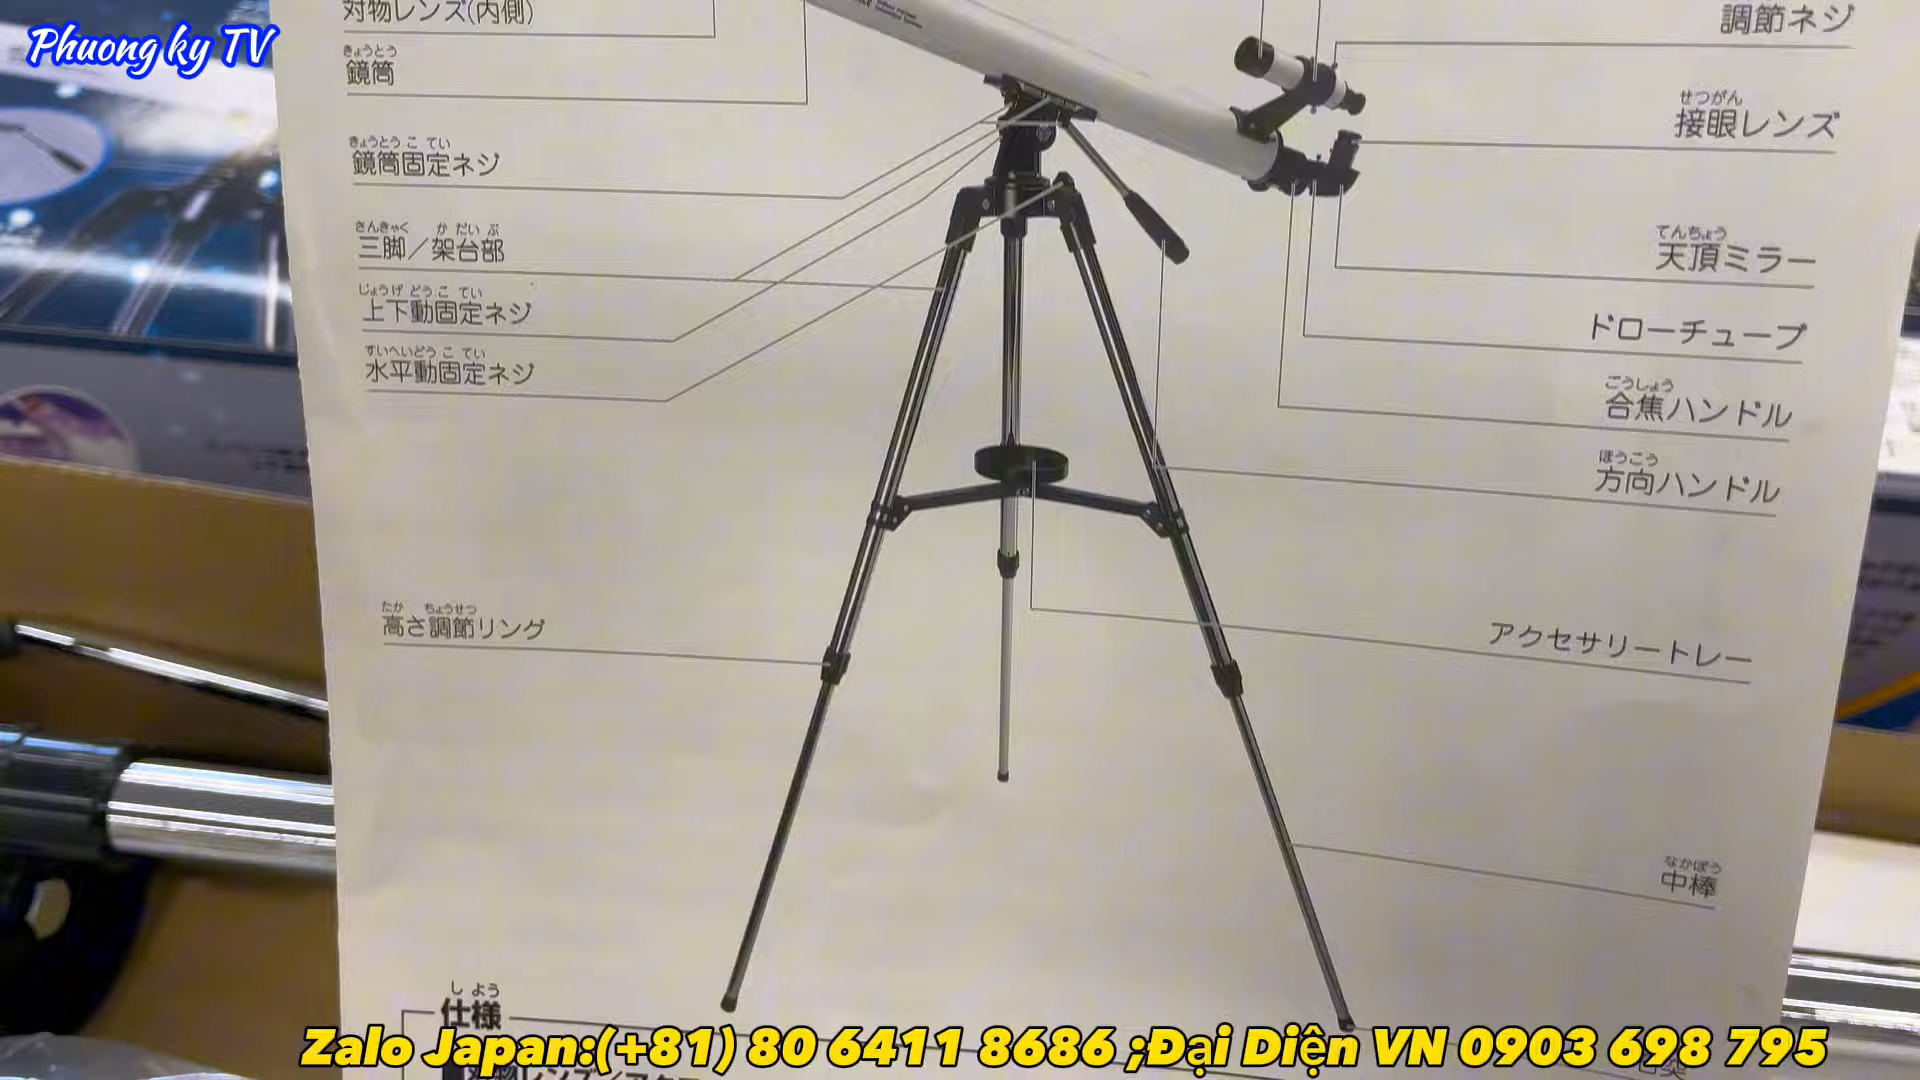 Phuong ky TV
対物レンズ(内側)
きょうとう
鏡筒
きょうとう こ てい
鏡筒固定ネジ
さんきゃく か だい ぶ
三脚／架台部
じょうげ どう こ てい
上下動固定ネジ
すいへいどう こ てい
水平動固定ネジ
たか ちょうせつ
高さ調節リング
調節ネジ
せつがん
接眼レンズ
てんちょう
天頂ミラー
ドローチューブ
ごうしょう
合焦ハンドル
ほうこう
方向ハンドル
アクセサリートレー
なかぼう
中棒
し よう
仕様
Zalo Japan:(+81) 80 6411 8686 ;Đại Diện VN 0903 698 795